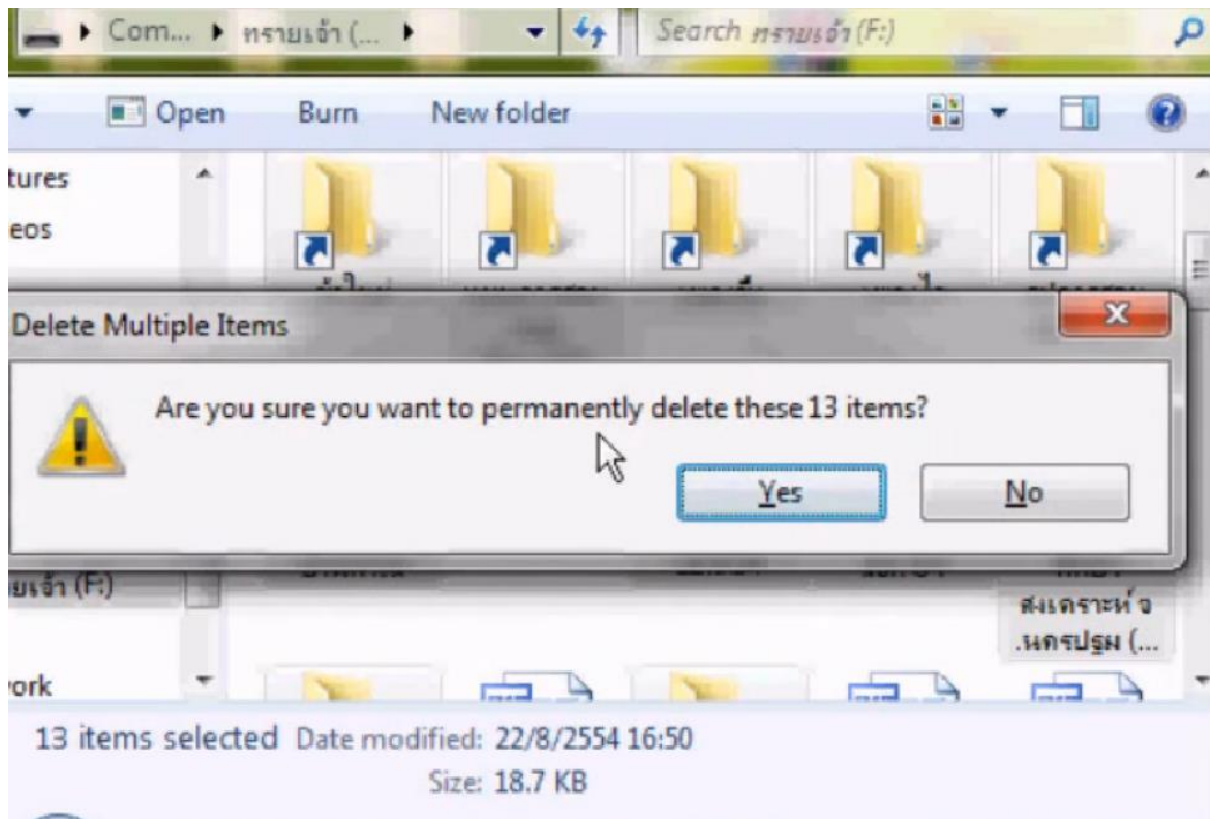 Com... ทรายเจ้า (...
Search ทรายเจ้า (F:)
Open Burn New folder
tures
eos
Delete Multiple Items
Are you sure you want to permanently delete these 13 items?
Yes No
ยเจ้า (F:)
สงเคราะห์ จ
.นครปฐม (...
work
13 items selected Date modified: 22/8/2554 16:50
Size: 18.7 KB